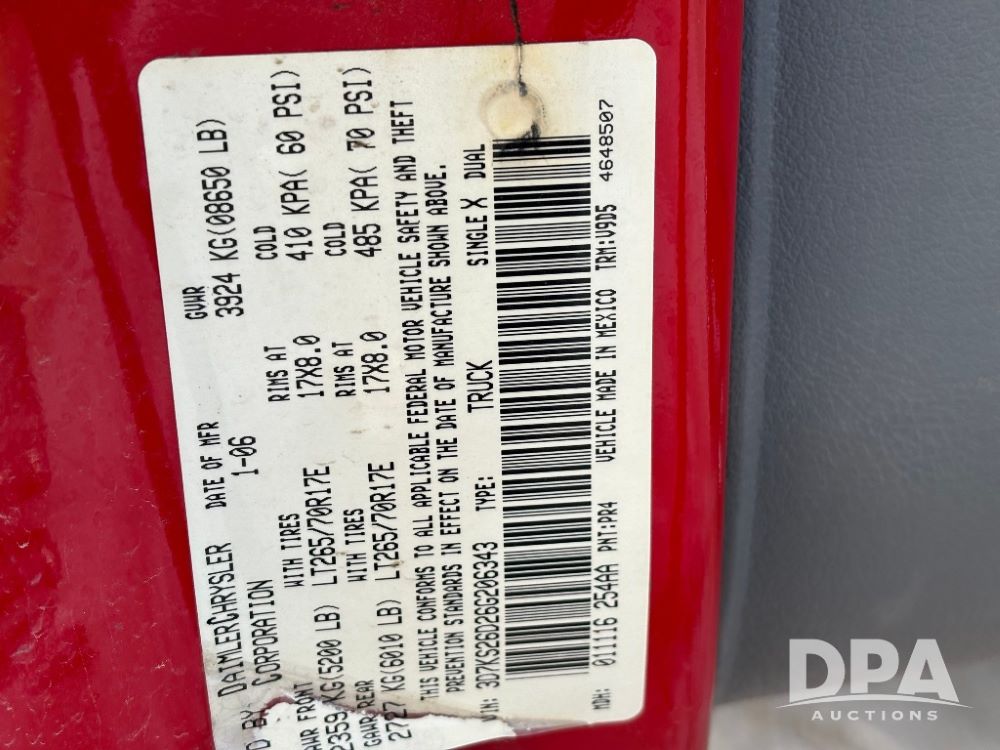 DAIMLERCHRYSLER DATE OF MFR GVWR
D BY: CORPORATION 1-06 3924 KG(08650 LB)
AWR FRONT WITH TIRES RIMS AT COLD
2359 KG(5200 LB) LT265/70R17E 17X8.0 410 KPA( 60 PSI)
GAWR REAR WITH TIRES RIMS AT COLD
2727 KG(6010 LB) LT265/70R17E 17X8.0 485 KPA( 70 PSI)
THIS VEHICLE CONFORMS TO ALL APPLICABLE FEDERAL MOTOR VEHICLE SAFETY AND THEFT
PREVENTION STANDARDS IN EFFECT ON THE DATE OF MANUFACTURE SHOWN ABOVE.
VIN: 3D7KS26D26G206343 TYPE: TRUCK SINGLE X DUAL
MDH: 011116 254AA PNT:PR4 VEHICLE MADE IN MEXICO TRM:V9D5 4648507
DPA
AUCTIONS